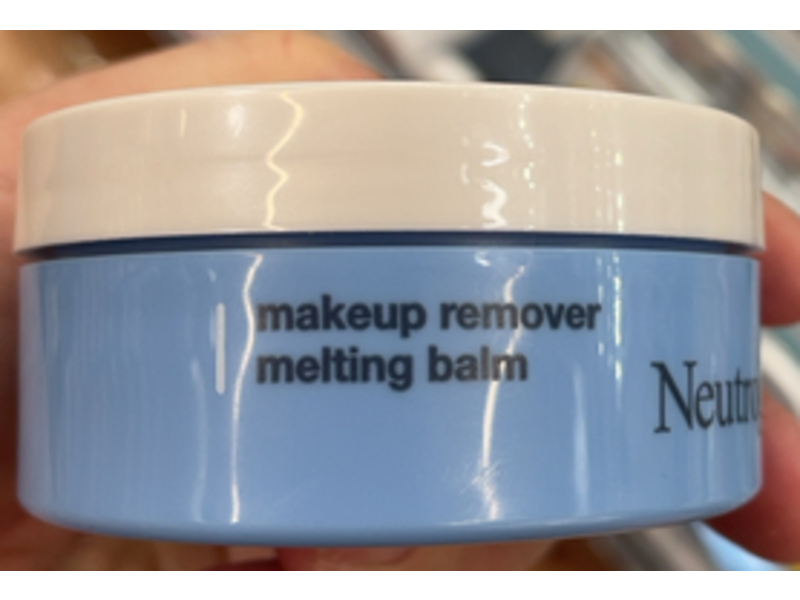 makeup remover
melting balm
Neutro